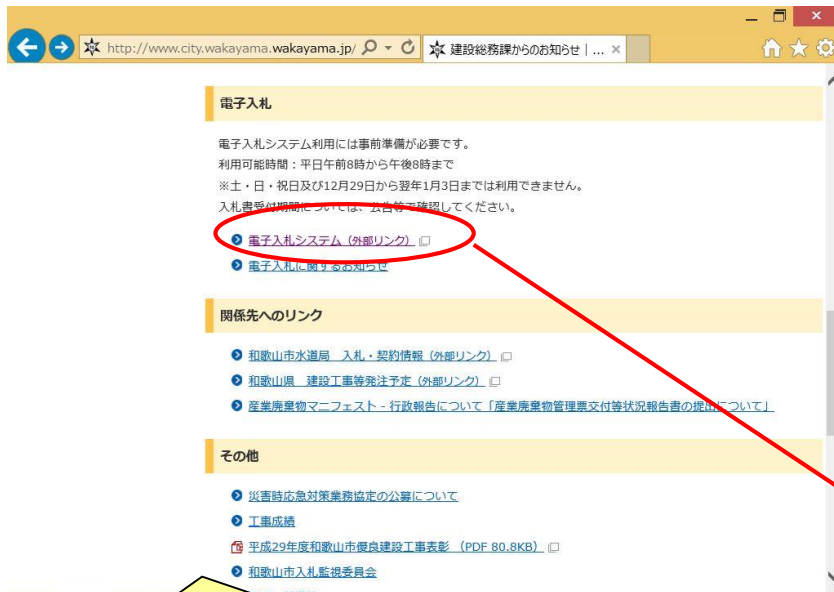 http://www.city.wakayama.wakayama.jp/
建設総務課からのお知らせ | ...
電子入札
電子入札システム利用には事前準備が必要です。
利用可能時間：平日午前8時から午後8時まで
※土・日・祝日及び12月29日から翌年1月3日までは利用できません。
入札書受付期間については、公告等で確認してください。
電子入札システム（外部リンク）
電子入札に関するお知らせ
関係先へのリンク
和歌山市水道局　入札・契約情報（外部リンク）
和歌山県　建設工事等発注予定（外部リンク）
産業廃棄物マニフェスト - 行政報告について「産業廃棄物管理票交付等状況報告書の提出について」
その他
災害時応急対策業務協定の公募について
工事成績
平成29年度和歌山市優良建設工事表彰 （PDF 80.8KB）
和歌山市入札監視委員会